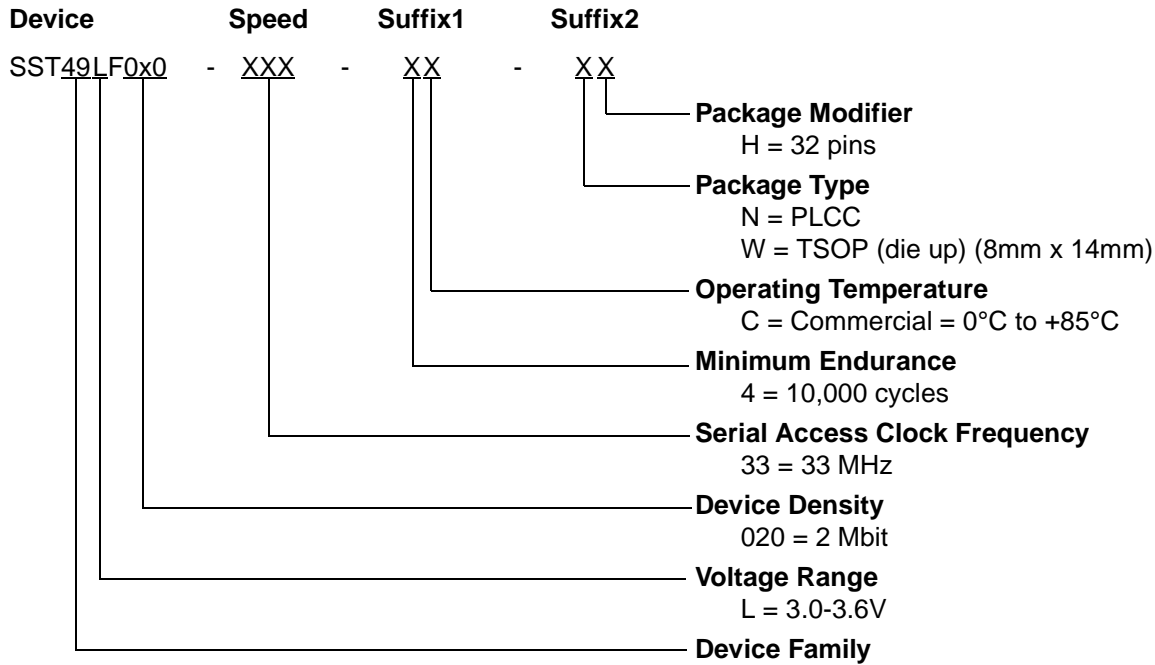 Device Speed Suffix1 Suffix2
SST49LF0x0 - XXX - XX - XX
Package Modifier
H = 32 pins
Package Type
N = PLCC
W = TSOP (die up) (8mm x 14mm)
Operating Temperature
C = Commercial = 0°C to +85°C
Minimum Endurance
4 = 10,000 cycles
Serial Access Clock Frequency
33 = 33 MHz
Device Density
020 = 2 Mbit
Voltage Range
L = 3.0-3.6V
Device Family